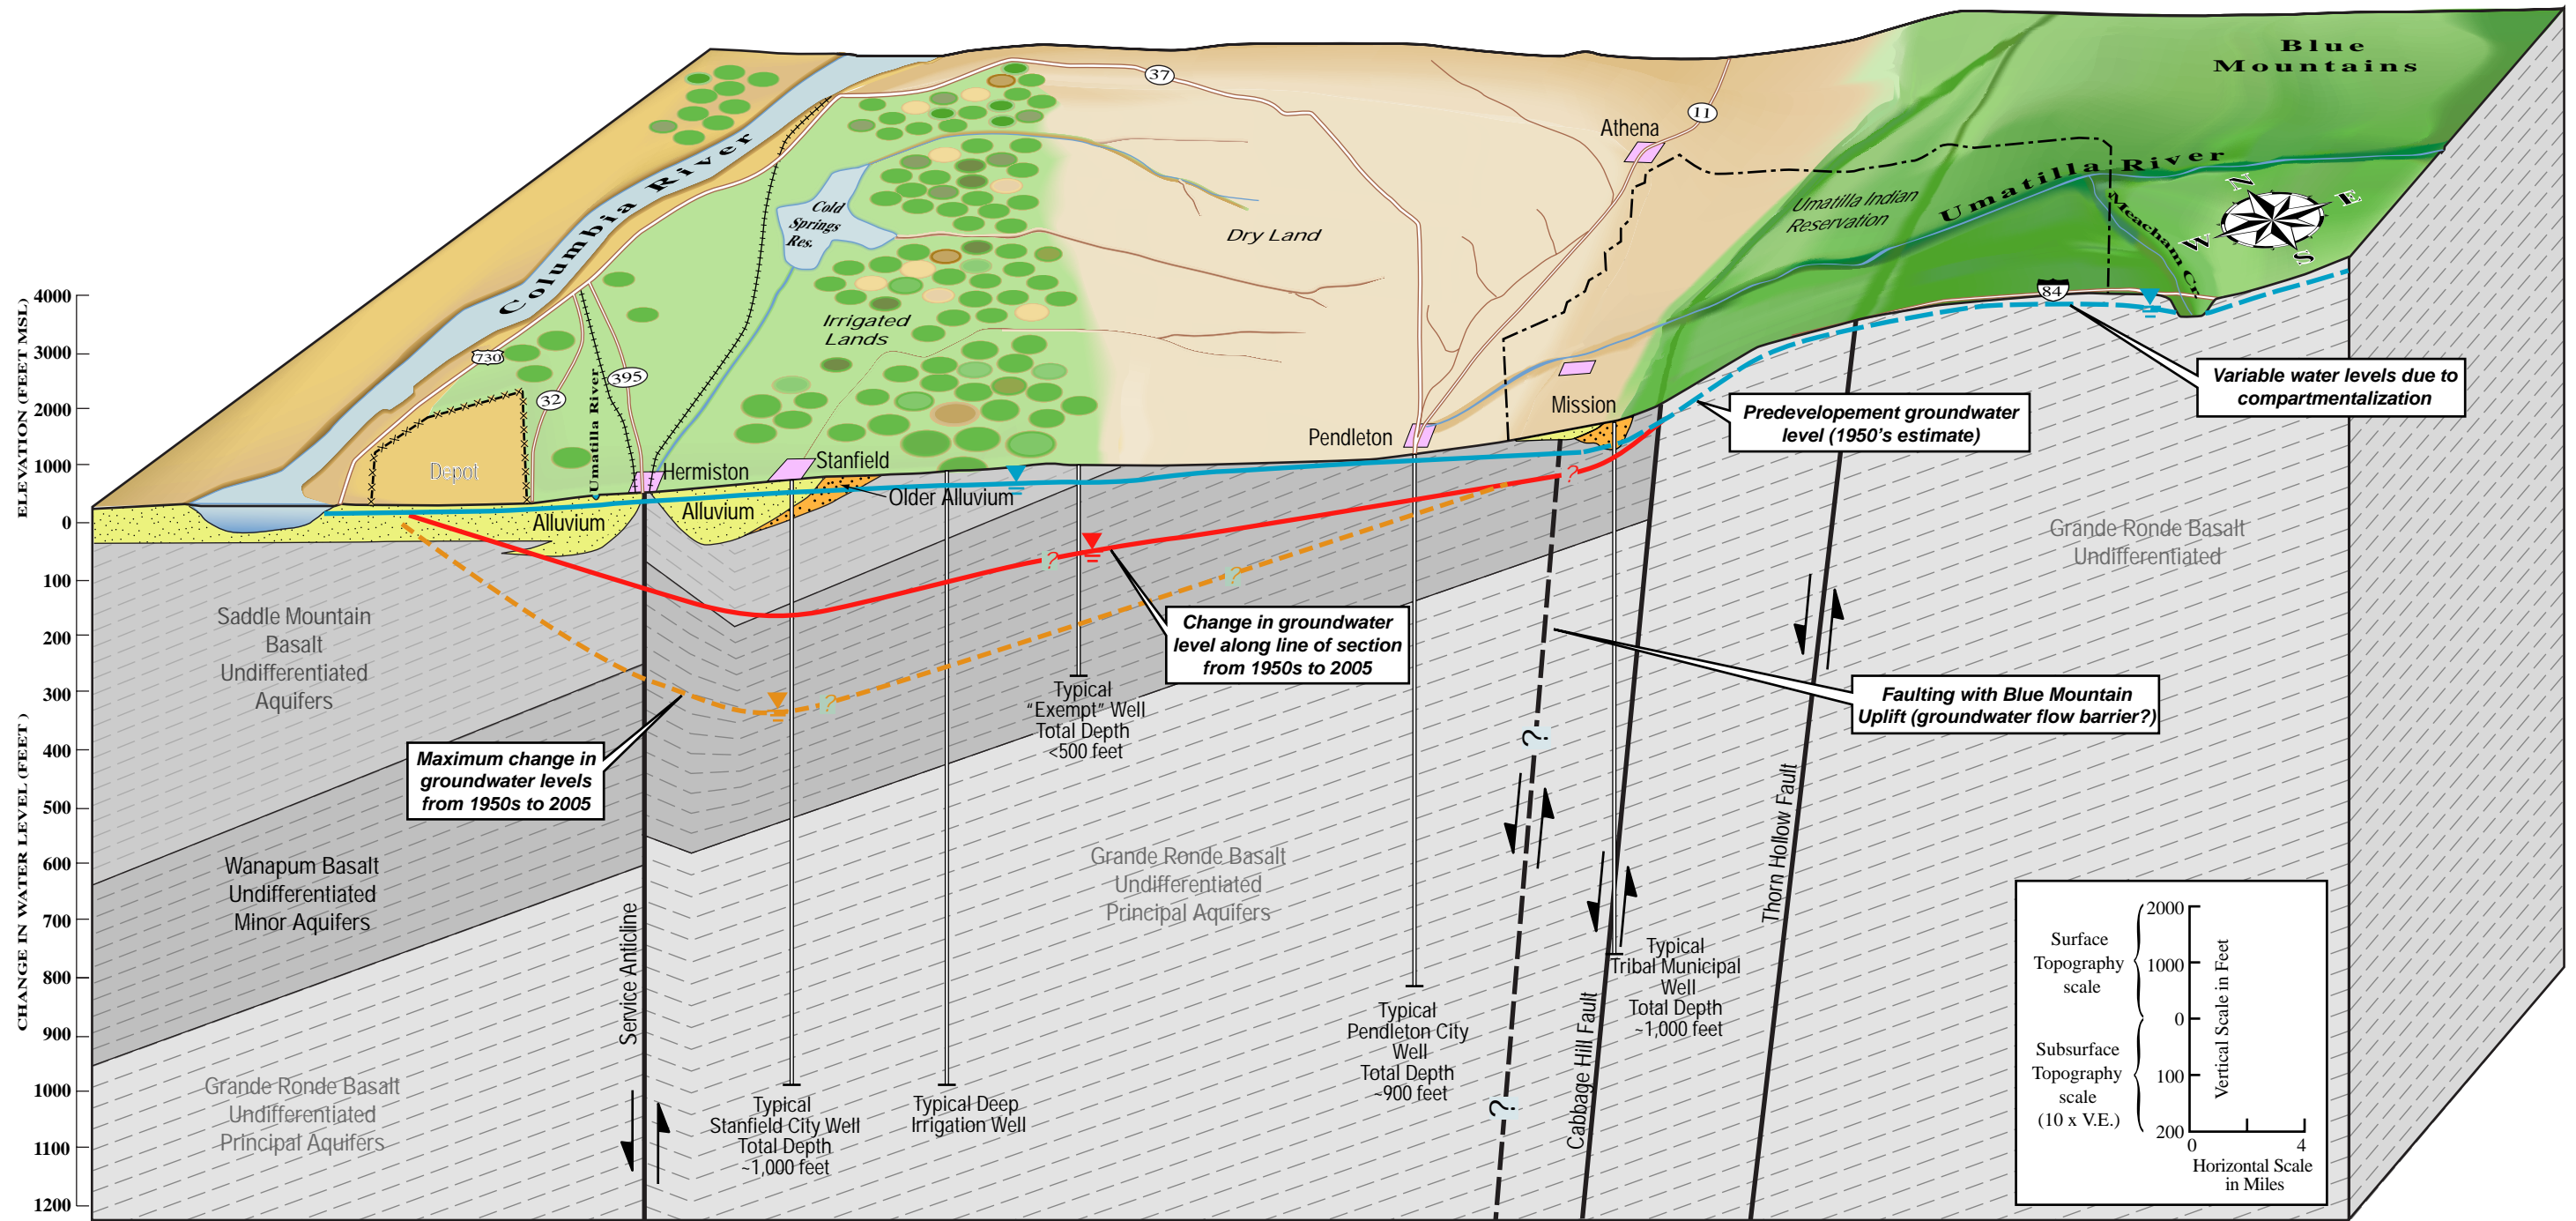 Blue
Mountains
37
11
Athena
Columbia River
Umatilla River
Umatilla Indian
Reservation
Meacham Cr.
N
E
W
S
Cold
Springs
Res.
Dry Land
Irrigated
Lands
84
730
395
32
Umatilla River
Depot
Hermiston
Stanfield
Pendleton
Mission
Alluvium
Alluvium
Older Alluvium
ELEVATION (FEET MSL)
4000
3000
2000
1000
0
CHANGE IN WATER LEVEL (FEET )
100
200
300
400
500
600
700
800
900
1000
1100
1200
Variable water levels due to
compartmentalization
Predevelopement groundwater
level (1950's estimate)
Grande Ronde Basalt
Undifferentiated
?
?
?
?
Saddle Mountain
Basalt
Undifferentiated
Aquifers
Change in groundwater
level along line of section
from 1950s to 2005
Faulting with Blue Mountain
Uplift (groundwater flow barrier?)
Maximum change in
groundwater levels
from 1950s to 2005
Typical
“Exempt” Well
Total Depth
<500 feet
?
?
Wanapum Basalt
Undifferentiated
Minor Aquifers
Grande Ronde Basalt
Undifferentiated
Principal Aquifers
Grande Ronde Basalt
Undifferentiated
Principal Aquifers
Service Anticline
Cabbage Hill Fault
Thorn Hollow Fault
Typical
Stanfield City Well
Total Depth
~1,000 feet
Typical Deep
Irrigation Well
Typical
Pendleton City
Well
Total Depth
~900 feet
Typical
Tribal Municipal
Well
Total Depth
~1,000 feet
Surface
Topography
scale
Subsurface
Topography
scale
(10 x V.E.)
2000
1000
0
100
200
Vertical Scale in Feet
0
4
Horizontal Scale
in Miles